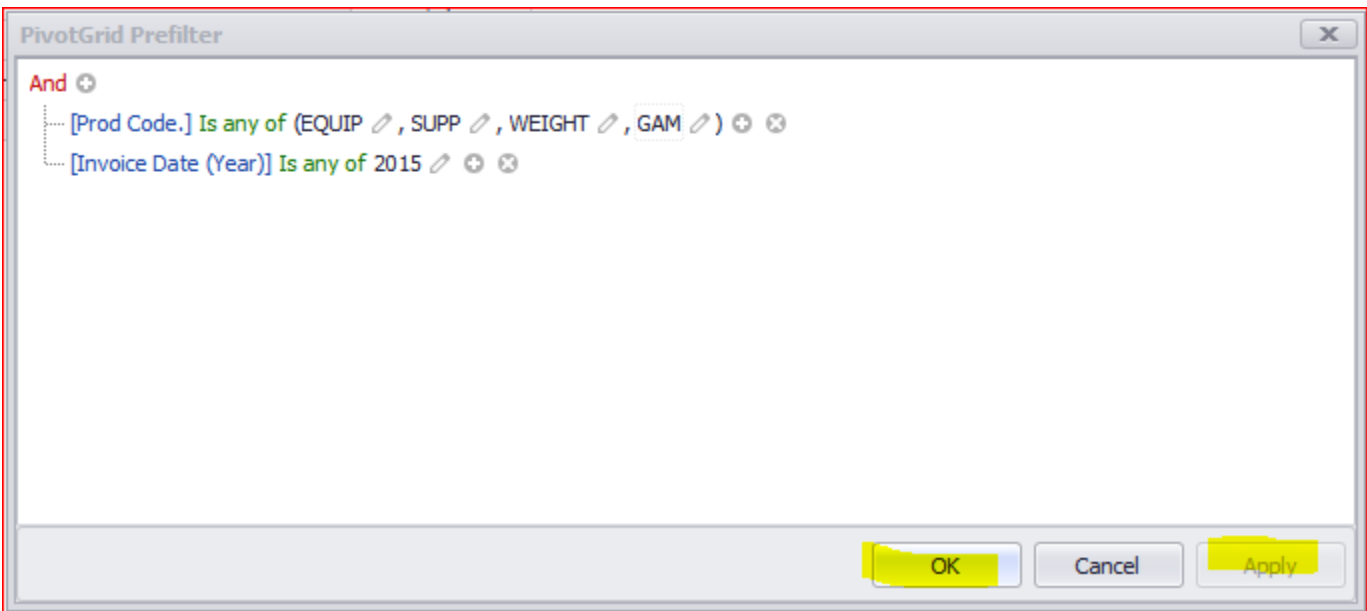 PivotGrid Prefilter
And
[Prod Code.] Is any of (EQUIP , SUPP , WEIGHT , GAM )
[Invoice Date (Year)] Is any of 2015
OK Cancel Apply